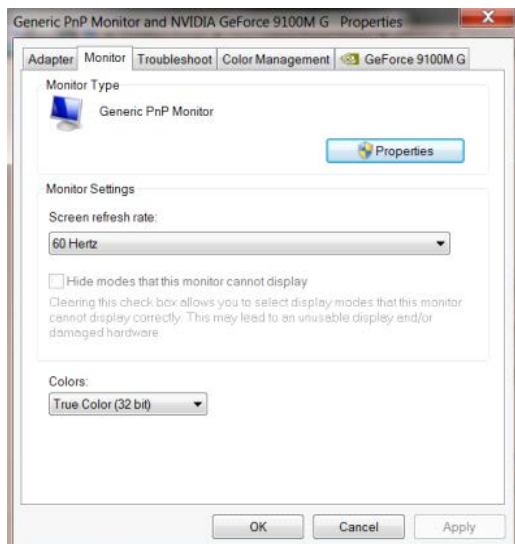 Generic PnP Monitor and NVIDIA GeForce 9100M G Properties
Adapter Monitor Troubleshoot Color Management GeForce 9100M G
Monitor Type
Generic PnP Monitor
Properties
Monitor Settings
Screen refresh rate:
60 Hertz
Hide modes that this monitor cannot display
Clearing this check box allows you to select display modes that this monitor
cannot display correctly. This may lead to an unusable display and/or
damaged hardware.
Colors:
True Color (32 bit)
OK Cancel Apply